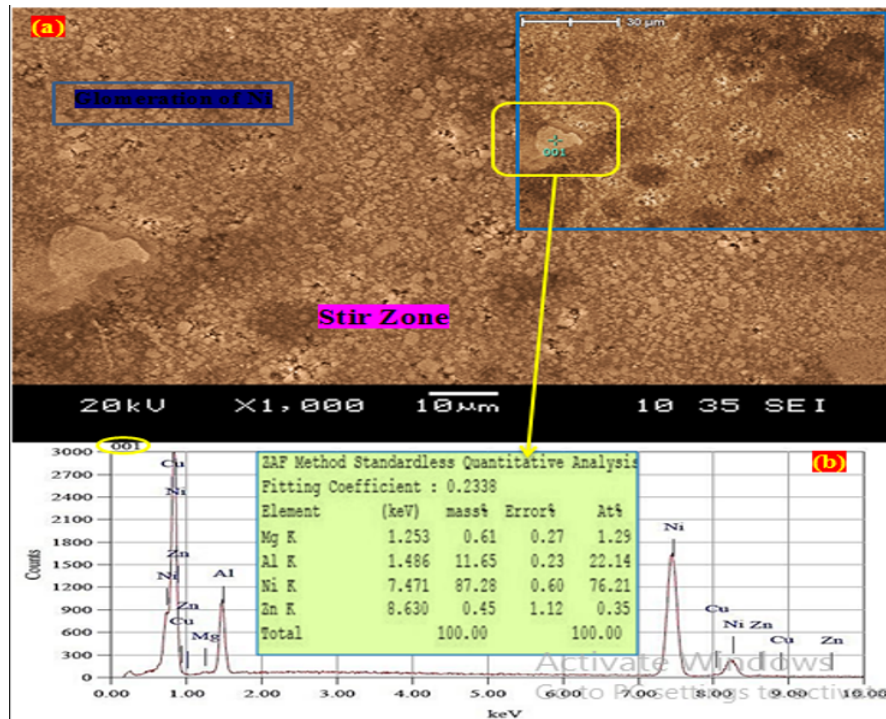 (a)
30 µm
Glomeration of Ni
001
Stir Zone
20kV X1,000 10µm 10 35 SEI
001
(b)
3000
2700
2400
2100
1800
1500
1200
900
600
300
Counts
Cu
Ni
Zn
Ni
Zn
Cu
Mg
Al
ZAF Method Standardless Quantitative Analysis
Fitting Coefficient : 0.2338
Element (keV) mass% Error% At%
Mg K 1.253 0.61 0.27 1.29
Al K 1.486 11.65 0.23 22.14
Ni K 7.471 87.28 0.60 76.21
Zn K 8.630 0.45 1.12 0.35
Total 100.00 100.00
Ni
Cu
Ni Zn
Cu
Zn
Activate Windows
Go to PC settings to activate
0.00 1.00 2.00 3.00 4.00 5.00 6.00 7.00 8.00 9.00 10.00
keV